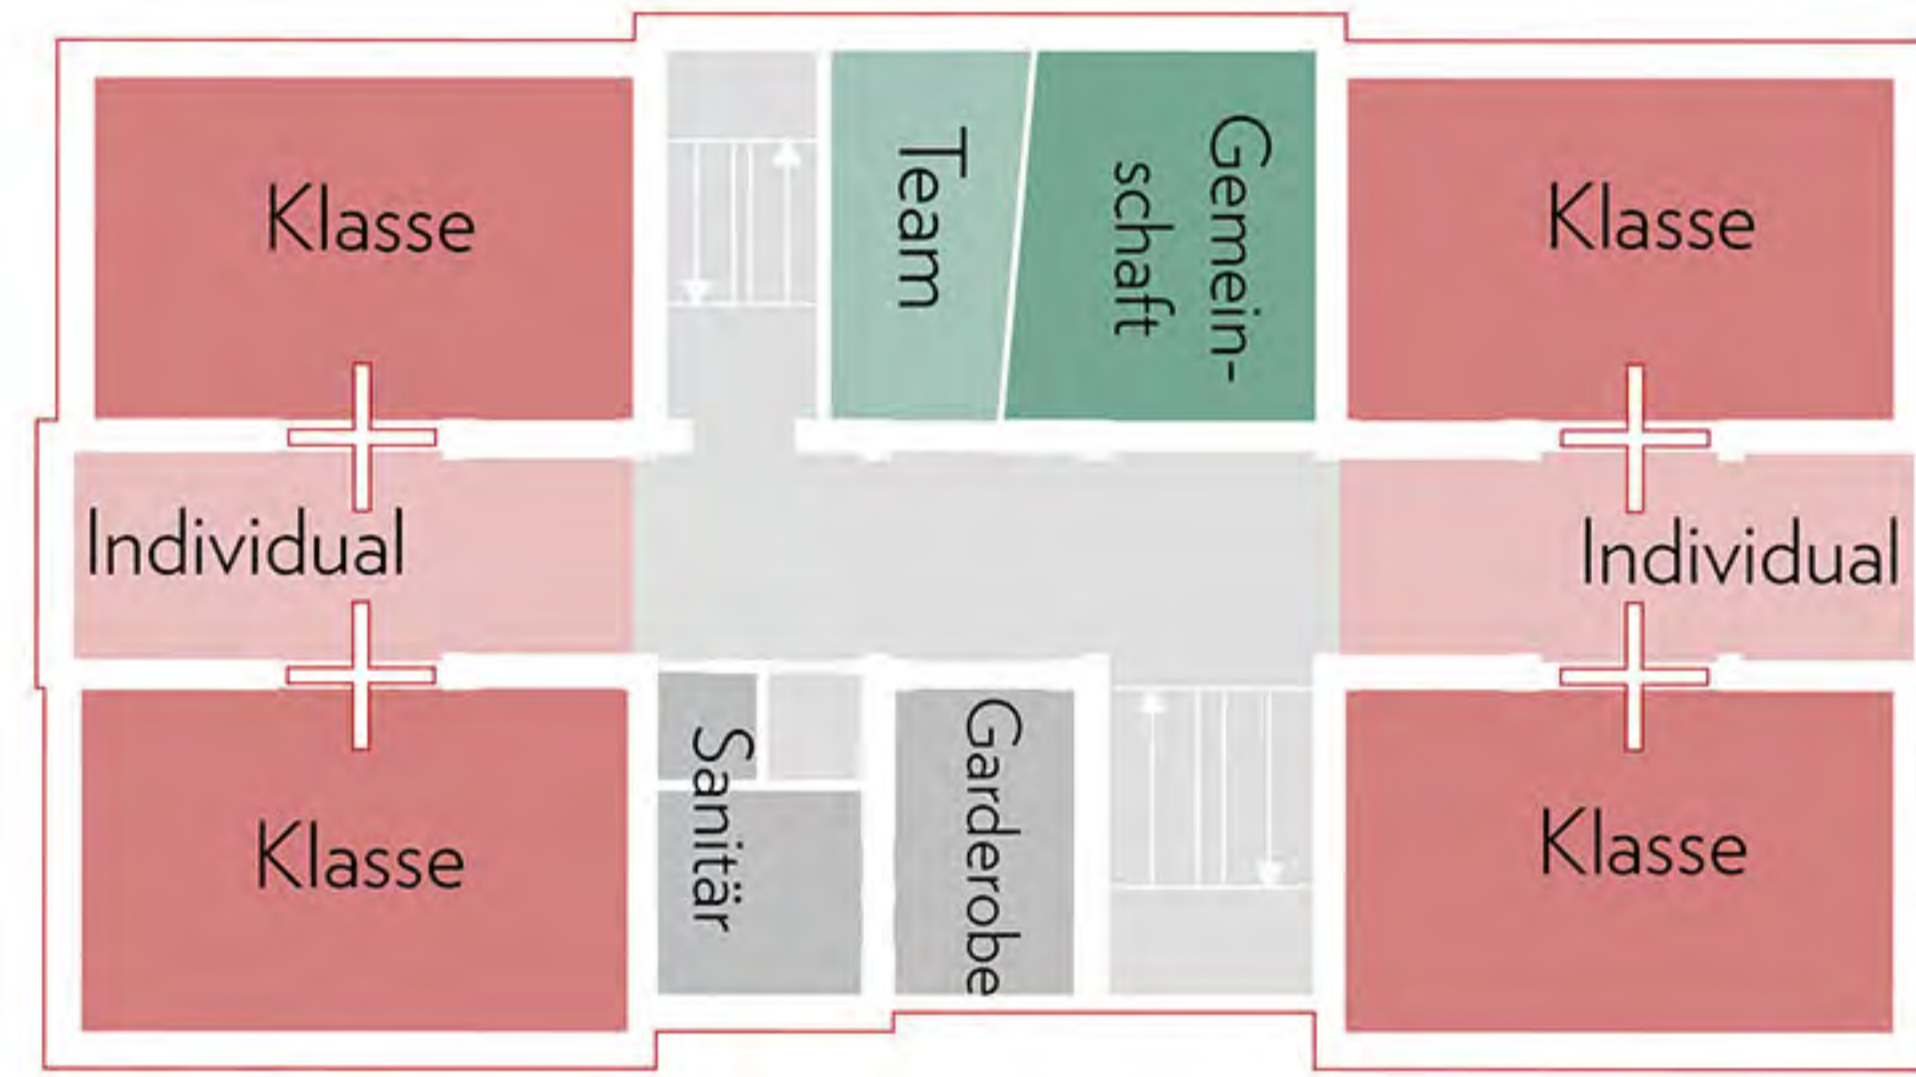 Klasse
Team
Gemein-
schaft
Klasse
Individual
Individual
Klasse
Sanitär
Garderobe
Klasse